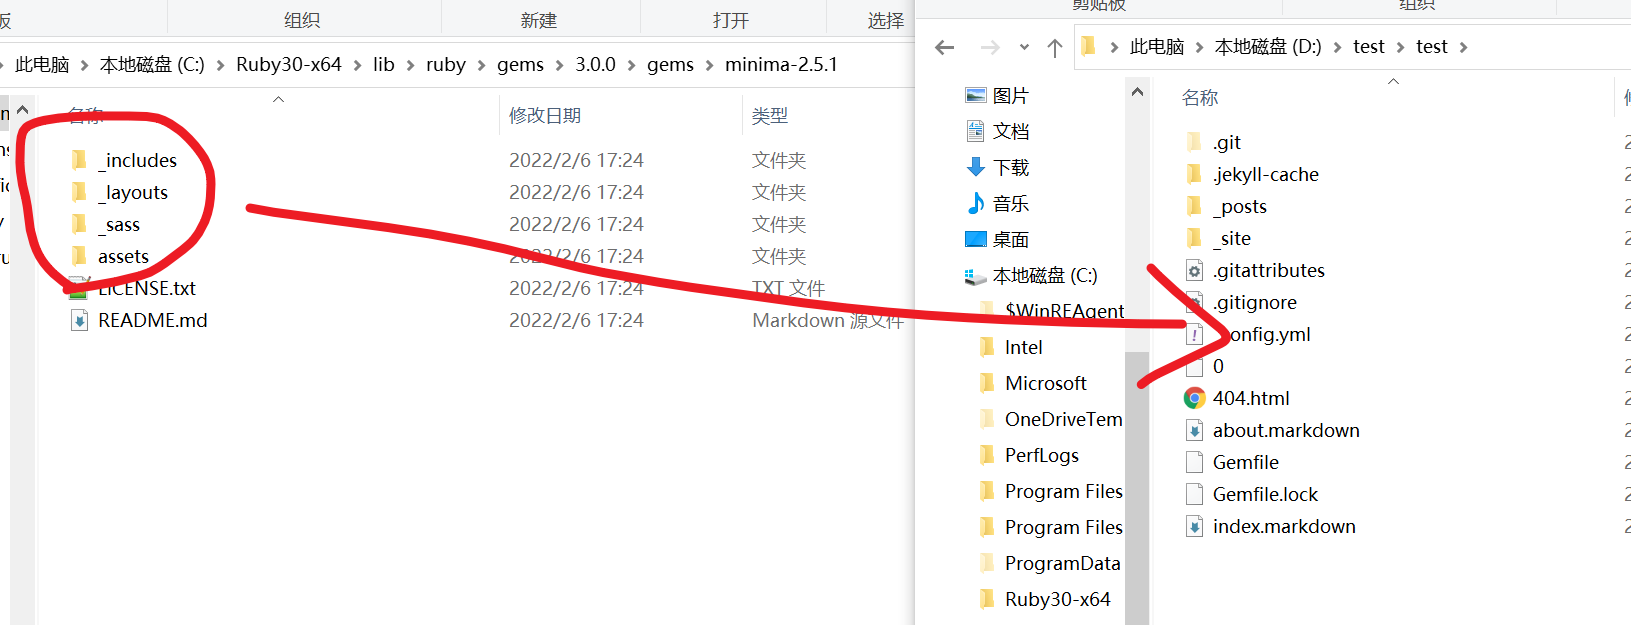 板 组织 新建 打开 选择
此电脑 本地磁盘 (C:) Ruby30-x64 lib ruby gems 3.0.0 gems minima-2.5.1
名称 修改日期 类型
_includes 2022/2/6 17:24 文件夹
_layouts 2022/2/6 17:24 文件夹
_sass 2022/2/6 17:24 文件夹
assets 2022/2/6 17:24 文件夹
LICENSE.txt 2022/2/6 17:24 TXT 文件
README.md 2022/2/6 17:24 Markdown 源文件
剪贴板 组织
此电脑 本地磁盘 (D:) test test
图片
文档
下载
音乐
桌面
本地磁盘 (C:)
$WinREAgent
Intel
Microsoft
OneDriveTem
PerfLogs
Program Files
Program Files
ProgramData
Ruby30-x64
名称
.git
.jekyll-cache
_posts
_site
.gitattributes
.gitignore
onfig.yml
0
404.html
about.markdown
Gemfile
Gemfile.lock
index.markdown